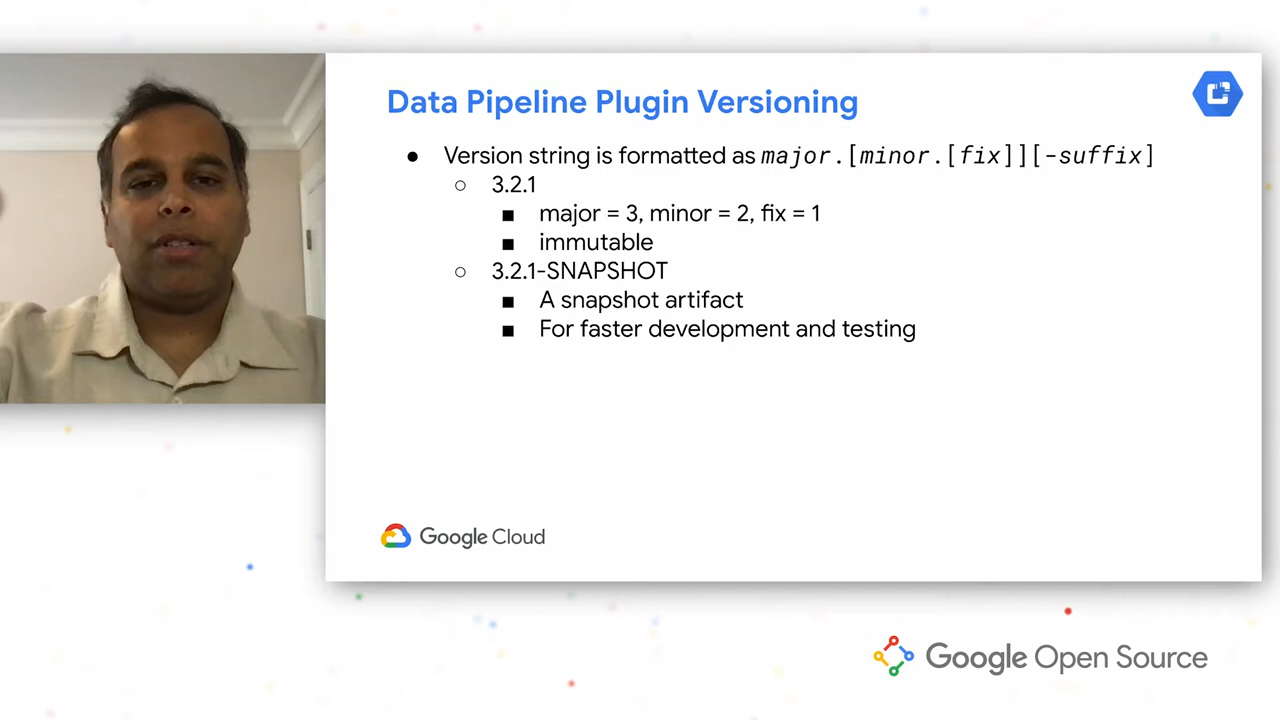 Data Pipeline Plugin Versioning
● Version string is formatted as major.[minor.[fix]][-suffix]
○ 3.2.1
■ major = 3, minor = 2, fix = 1
■ immutable
○ 3.2.1-SNAPSHOT
■ A snapshot artifact
■ For faster development and testing
Google Cloud
Google Open Source